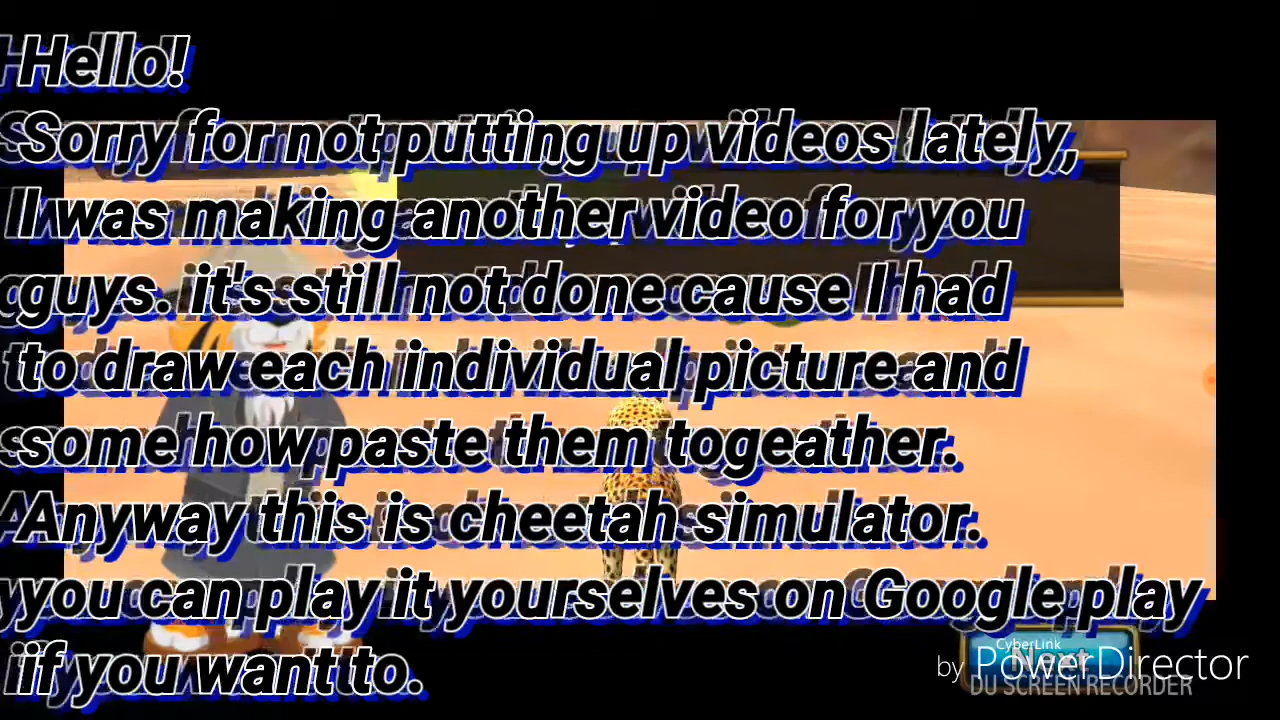 Hello!
Sorry for not putting up videos lately,
I was making another video for you
guys. it's still not done cause I had
to draw each individual picture and
some how paste them togeather.
Anyway this is cheetah simulator.
you can play it yourselves on Google play
if you want to.
CyberLink
by PowerDirector
Next
DU SCREEN RECORDER